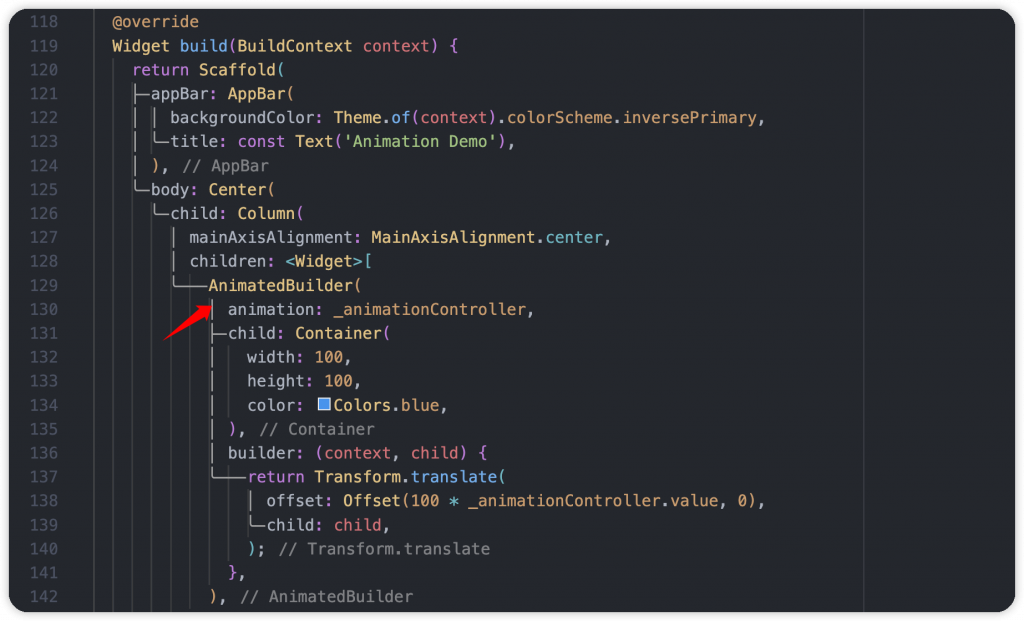 118 @override
119 Widget build(BuildContext context) {
120 return Scaffold(
121 appBar: AppBar(
122 backgroundColor: Theme.of(context).colorScheme.inversePrimary,
123 title: const Text('Animation Demo'),
124 ), // AppBar
125 body: Center(
126 child: Column(
127 mainAxisAlignment: MainAxisAlignment.center,
128 children: <Widget>[
129 AnimatedBuilder(
130 animation: _animationController,
131 child: Container(
132 width: 100,
133 height: 100,
134 color: Colors.blue,
135 ), // Container
136 builder: (context, child) {
137 return Transform.translate(
138 offset: Offset(100 * _animationController.value, 0),
139 child: child,
140 ); // Transform.translate
141 },
142 ), // AnimatedBuilder